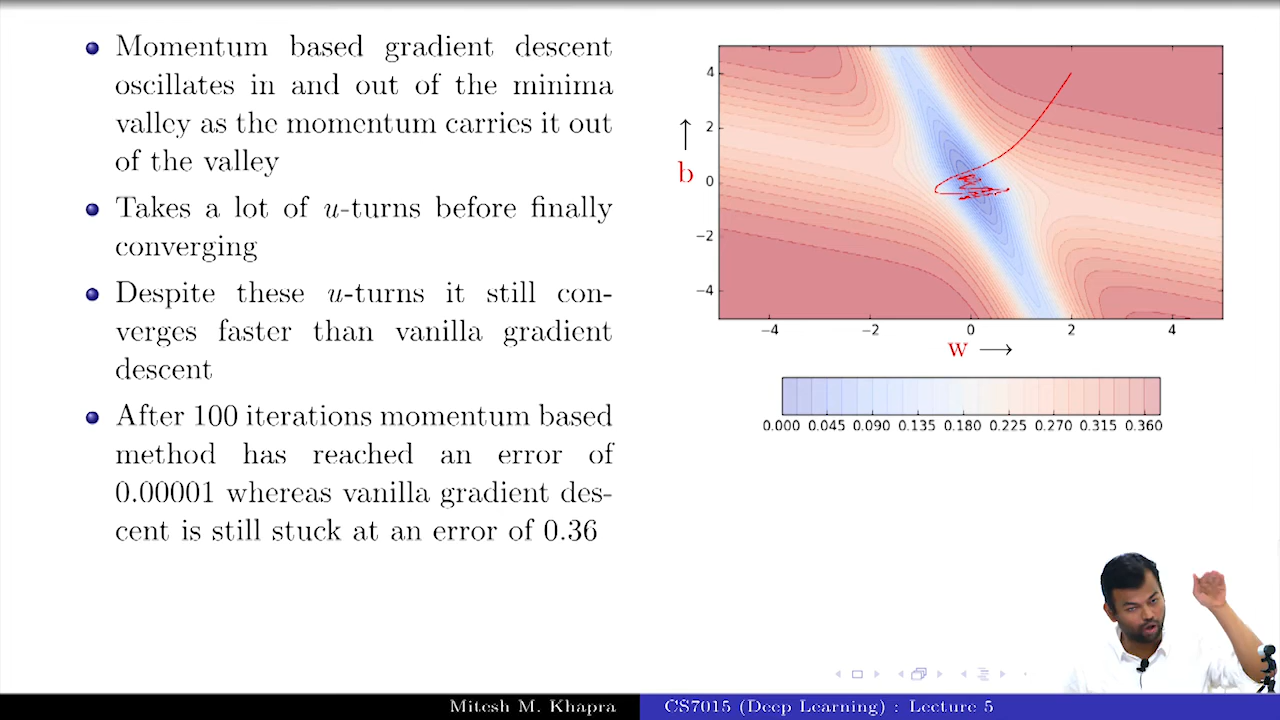 Momentum based gradient descent
oscillates in and out of the minima
valley as the momentum carries it out
of the valley
Takes a lot of u-turns before finally
converging
Despite these u-turns it still con-
verges faster than vanilla gradient
descent
After 100 iterations momentum based
method has reached an error of
0.00001 whereas vanilla gradient des-
cent is still stuck at an error of 0.36
4
2
0
−2
−4
b
−4 −2 0 2 4
w
0.000 0.045 0.090 0.135 0.180 0.225 0.270 0.315 0.360
Mitesh M. Khapra CS7015 (Deep Learning) : Lecture 5